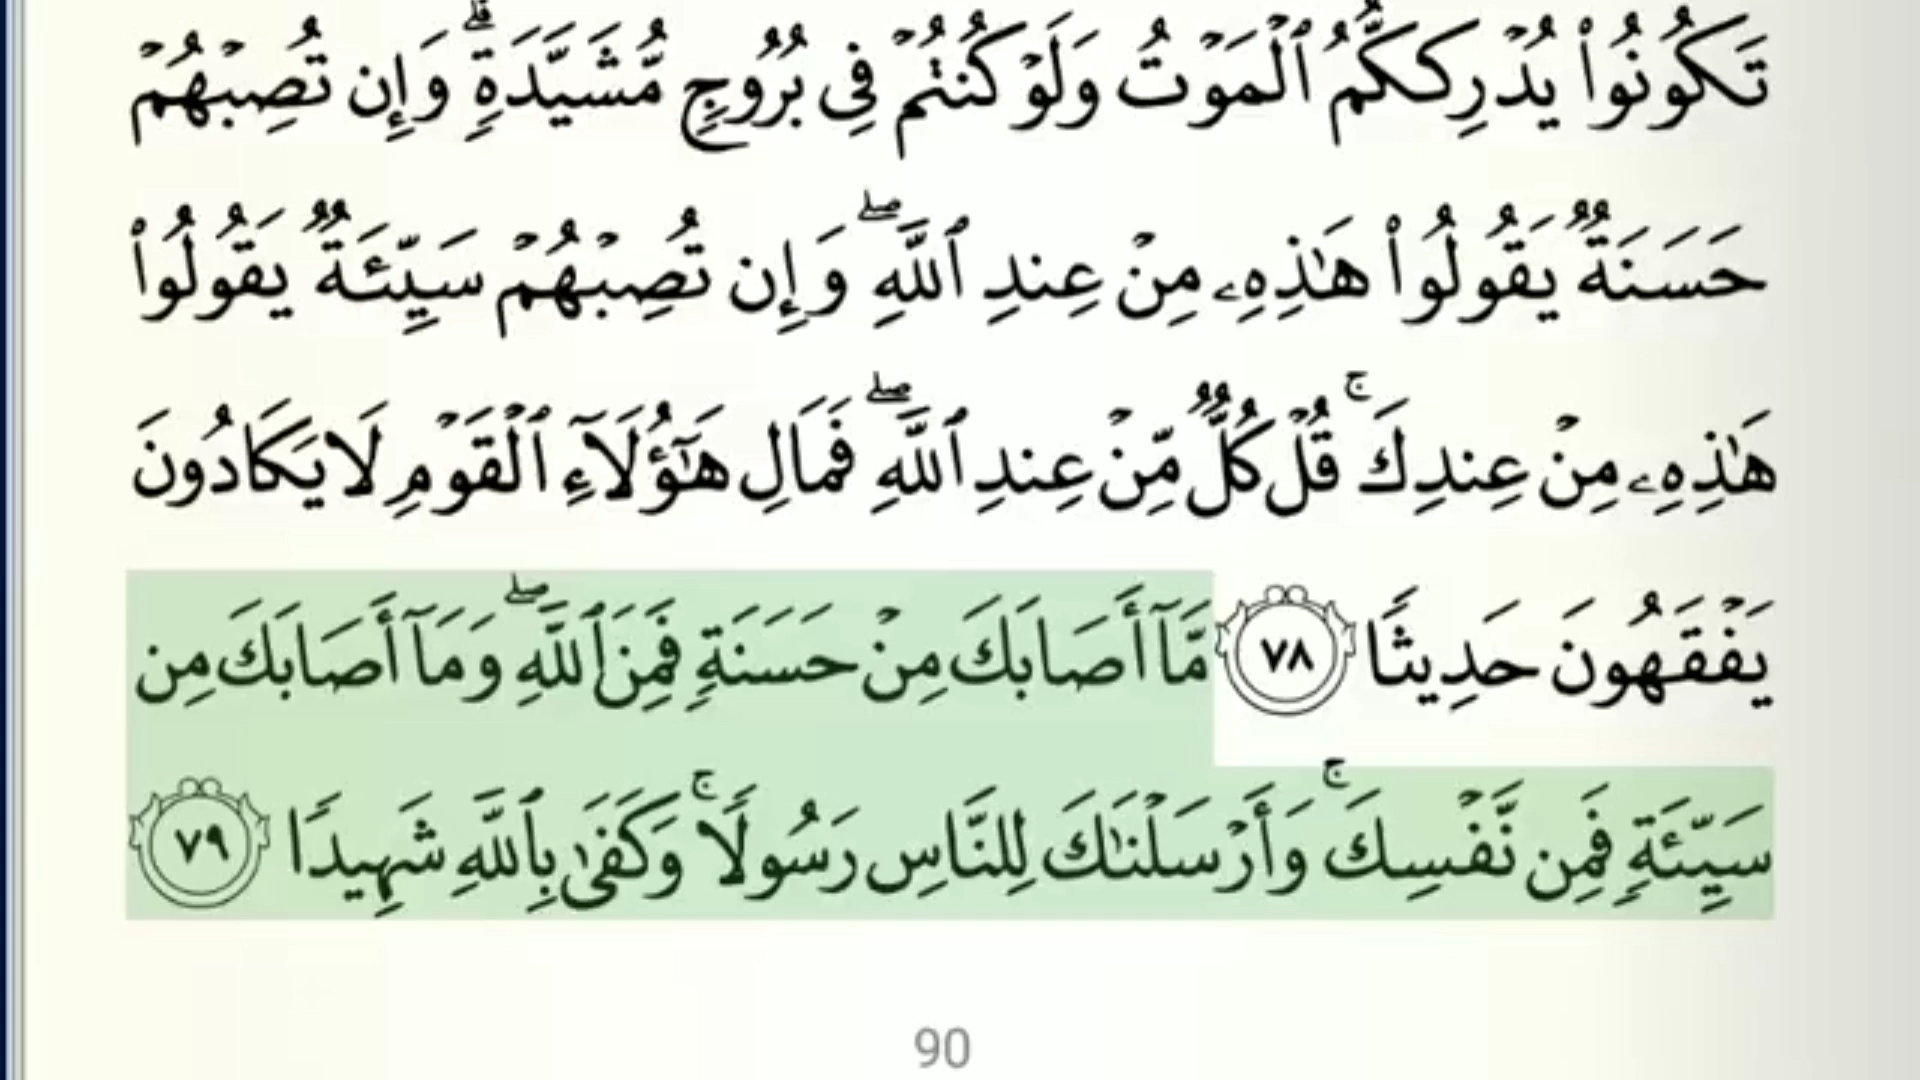 تَكُونُوا۟ يُدْرِككُّمُ ٱلْمَوْتُ وَلَوْ كُنتُمْ فِى بُرُوجٍ مُّشَيَّدَةٍ ۗ وَإِن تُصِبْهُمْ
حَسَنَةٌ يَقُولُوا۟ هَٰذِهِۦ مِنْ عِندِ ٱللَّهِ ۖ وَإِن تُصِبْهُمْ سَيِّئَةٌ يَقُولُوا۟
هَٰذِهِۦ مِنْ عِندِكَ ۚ قُلْ كُلٌّ مِّنْ عِندِ ٱللَّهِ ۖ فَمَالِ هَٰٓؤُلَآءِ ٱلْقَوْمِ لَا يَكَادُونَ
يَفْقَهُونَ حَدِيثًا ٧٨ مَّآ أَصَابَكَ مِنْ حَسَنَةٍ فَمِنَ ٱللَّهِ ۖ وَمَآ أَصَابَكَ مِن
سَيِّئَةٍ فَمِن نَّفْسِكَ ۚ وَأَرْسَلْنَٰكَ لِلنَّاسِ رَسُولًا ۚ وَكَفَىٰ بِٱللَّهِ شَهِيدًا ٧٩
90